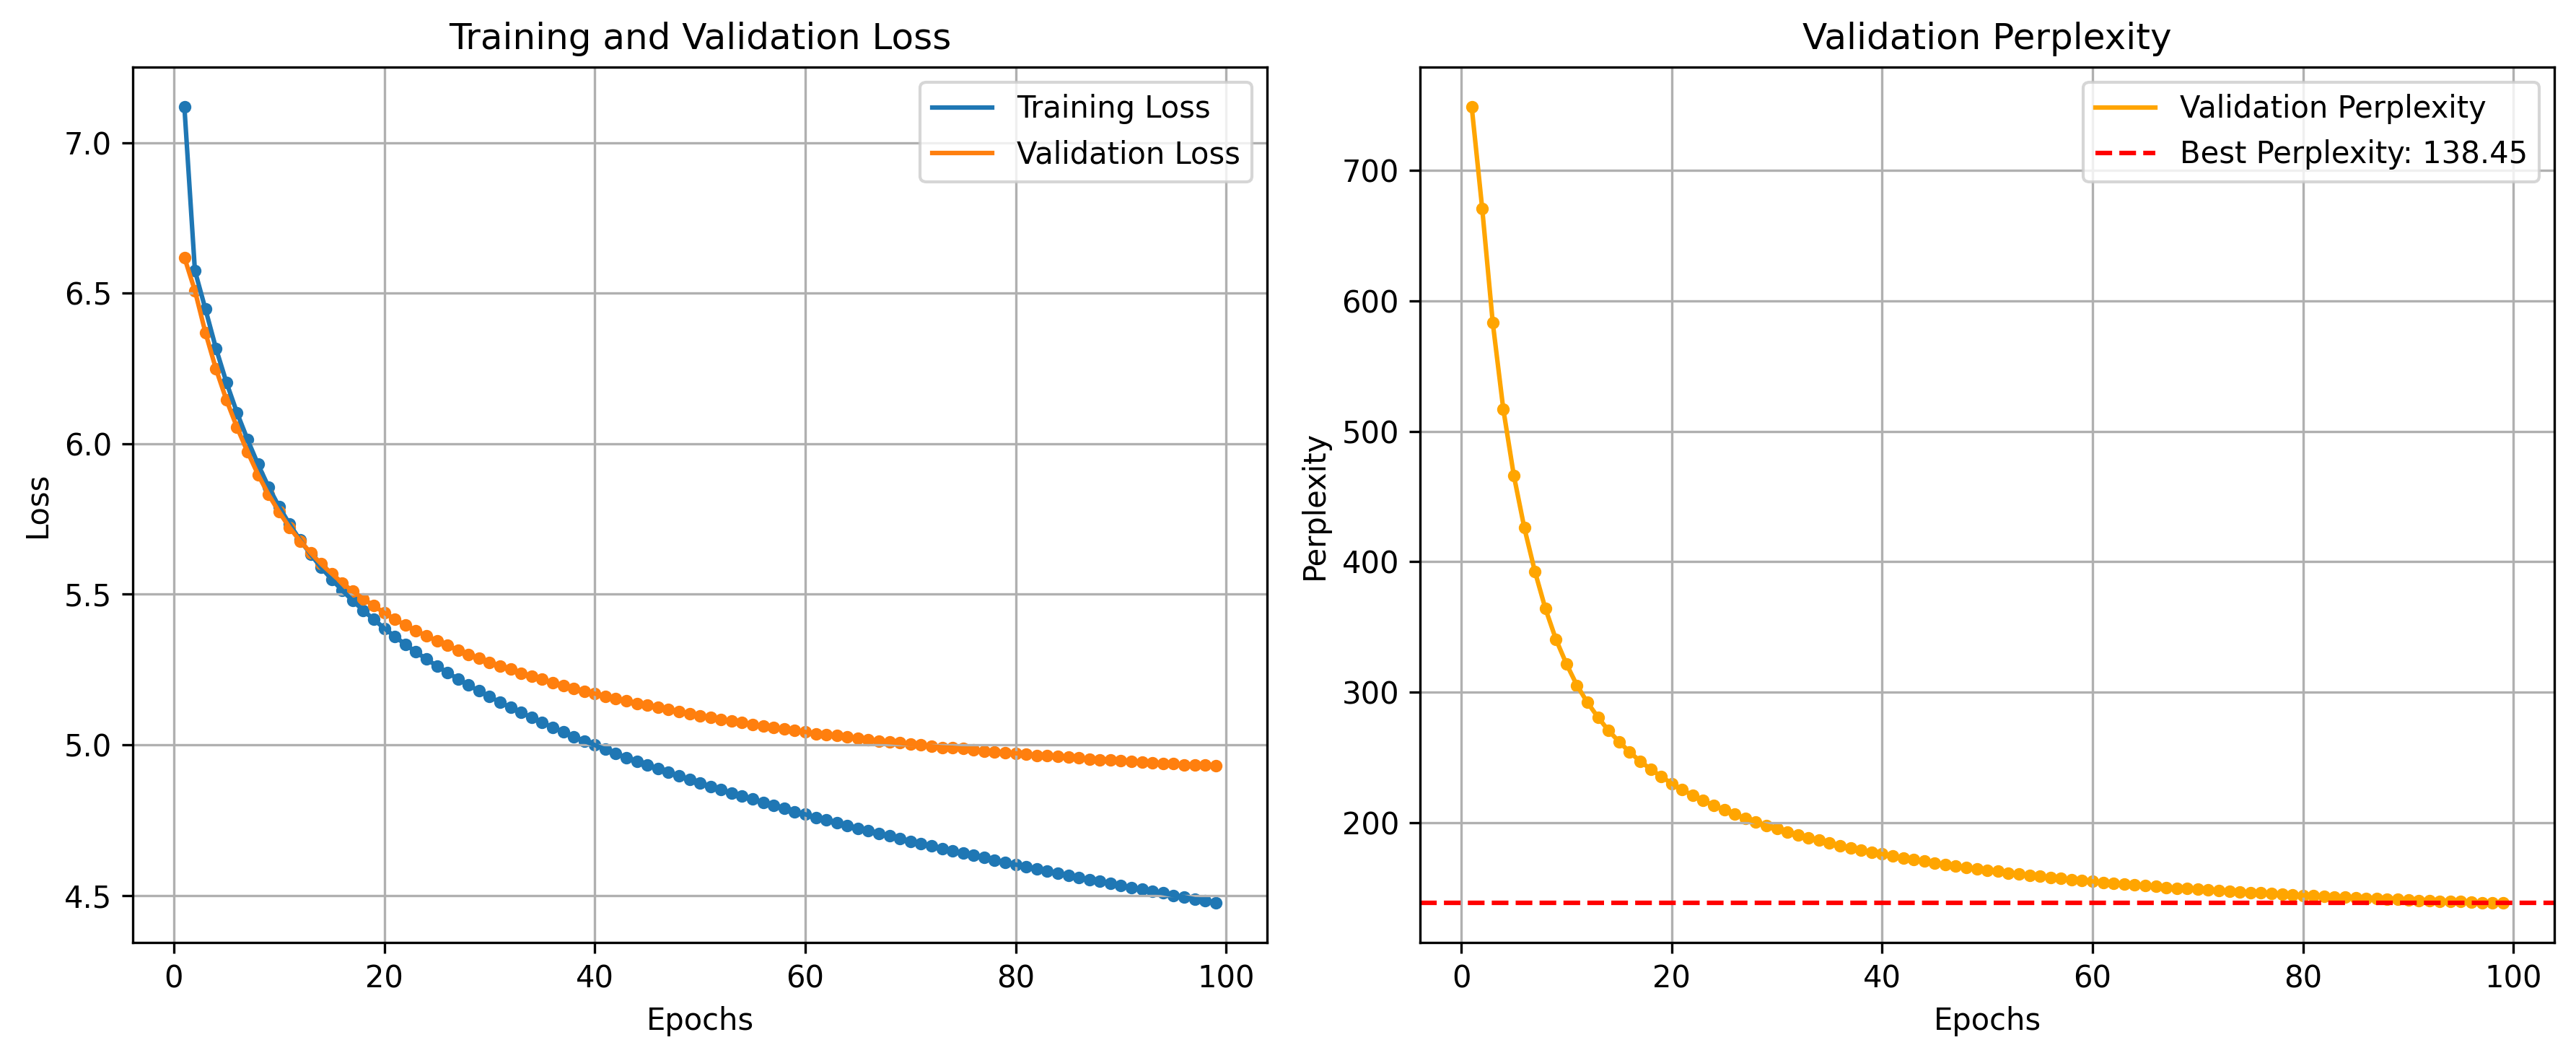 Training and Validation Loss
Training Loss
Validation Loss
7.0
6.5
6.0
5.5
5.0
4.5
Loss
0 20 40 60 80 100
Epochs
Validation Perplexity
Validation Perplexity
Best Perplexity: 138.45
700
600
500
400
300
200
Perplexity
0 20 40 60 80 100
Epochs